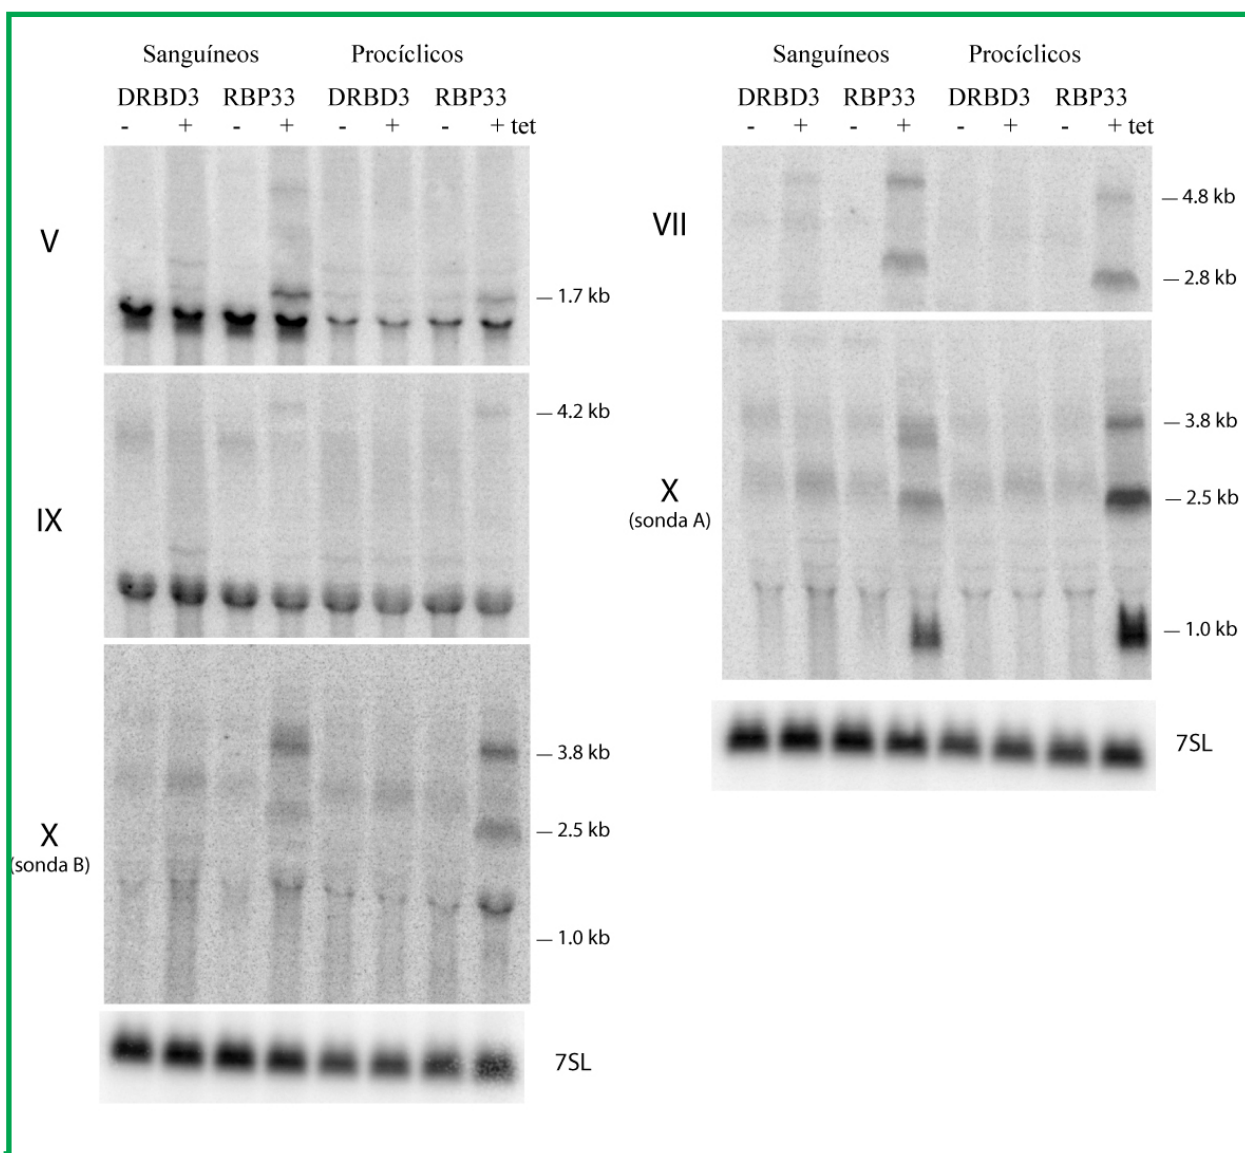 Sanguíneos Procíclicos
DRBD3 RBP33 DRBD3 RBP33
- + - + - + - + tet
V
1.7 kb
4.2 kb
IX
3.8 kb
X
(sonda B)
2.5 kb
1.0 kb
7SL
Sanguíneos Procíclicos
DRBD3 RBP33 DRBD3 RBP33
- + - + - + - + tet
4.8 kb
VII
2.8 kb
3.8 kb
X
(sonda A)
2.5 kb
1.0 kb
7SL